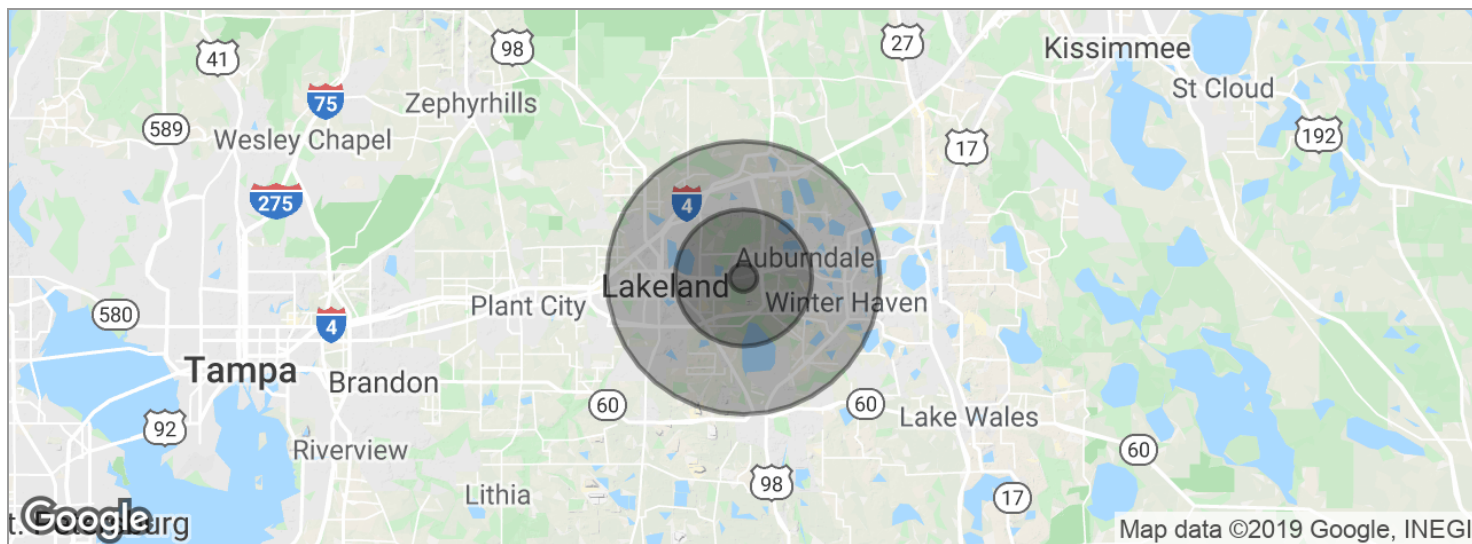 41
98
27
Kissimmee
St Cloud
75
Zephyrhills
589
Wesley Chapel
192
17
275
4
Auburndale
Lakeland
Winter Haven
Plant City
580
4
Tampa
Brandon
60
60
Lake Wales
92
Riverview
60
98
Lithia
17
Google
t.
urg
Map data ©2019 Google, INEGI